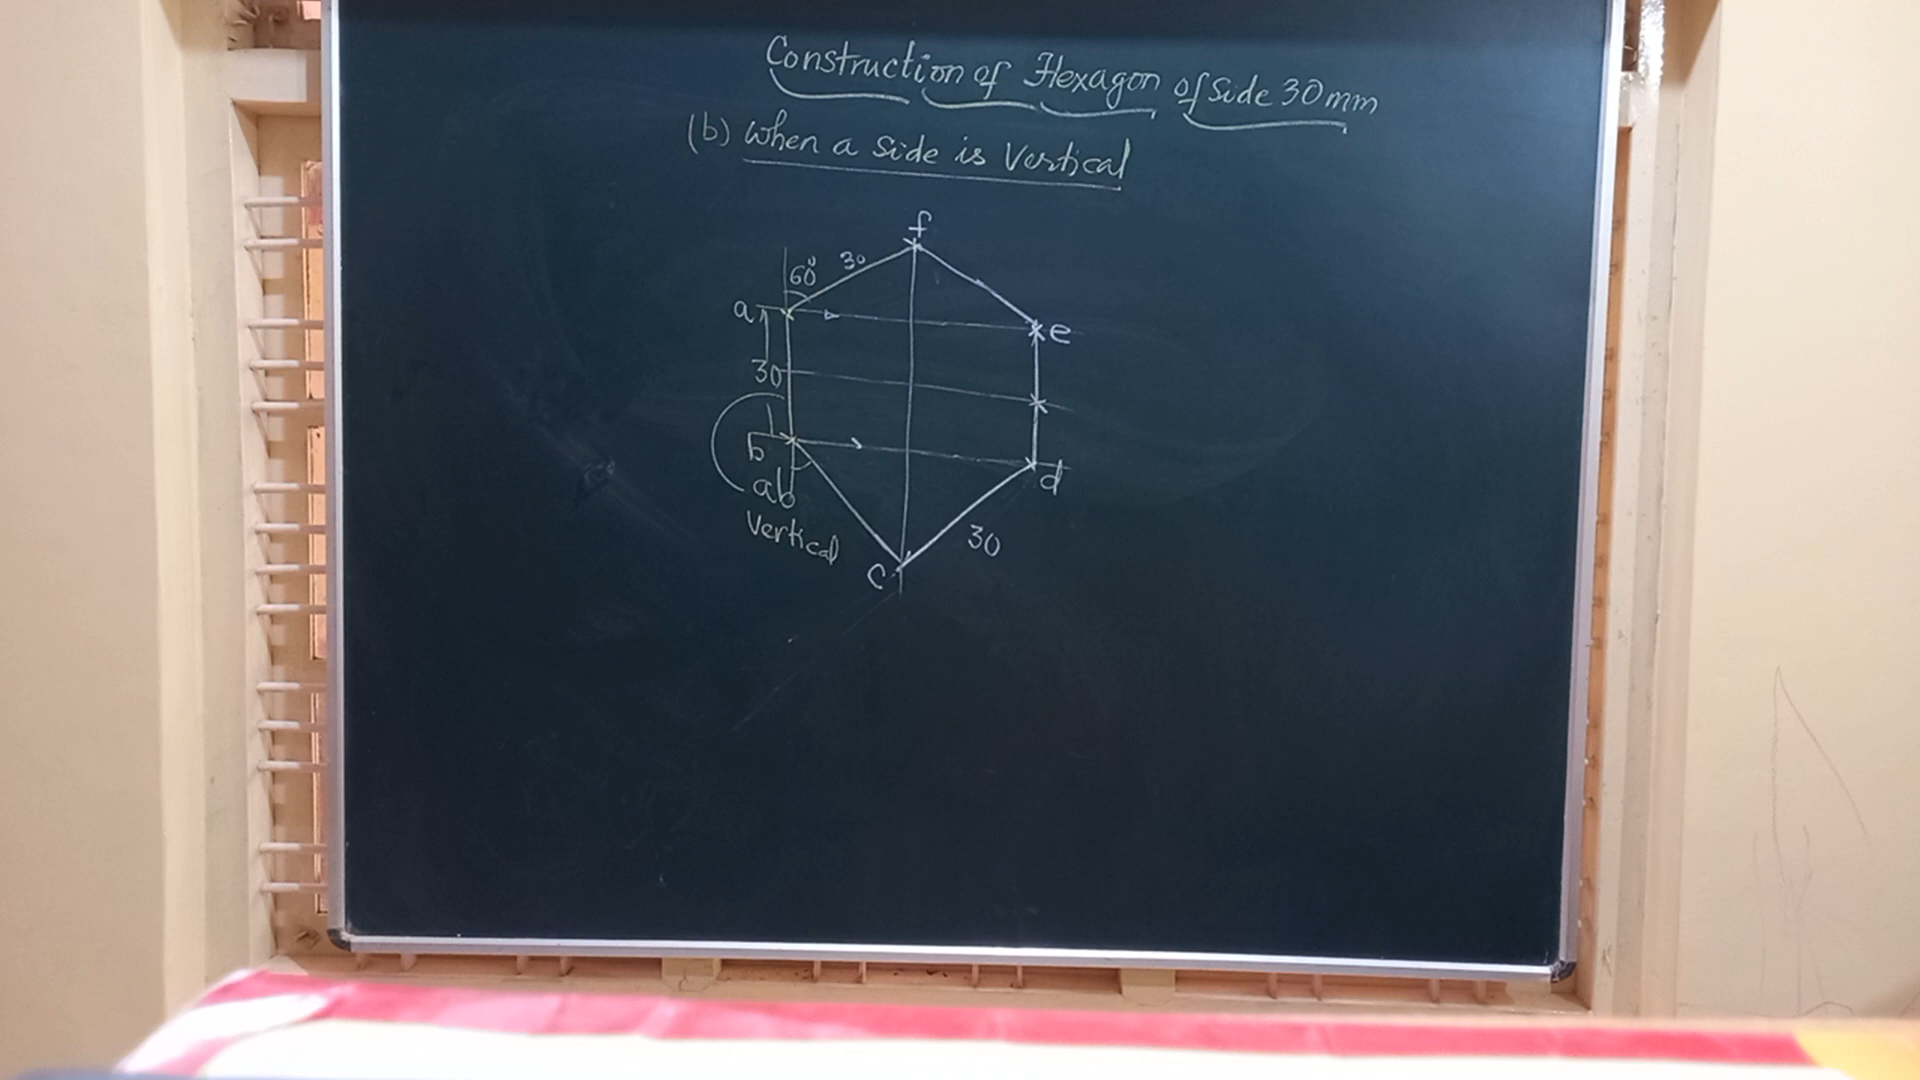 Construction of Hexagon of Side 30mm
(b) When a Side is Vertical
f
60° 30
a
e
30
b
d
ab
Vertical
30
c